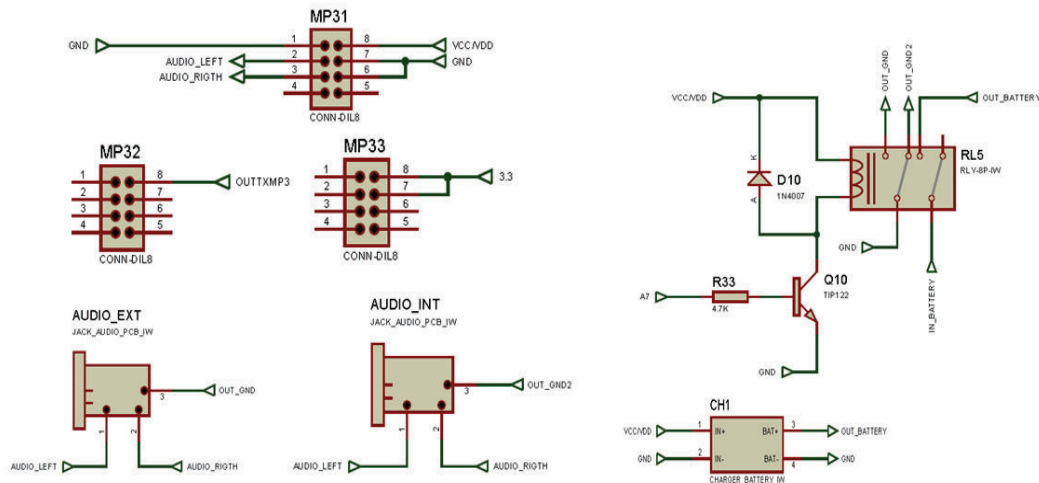 MP31
GND
1
8
VCC/VDD
AUDIO_LEFT
2
7
GND
AUDIO_RIGTH
3
6
4
5
CONN-DIL8
MP32
1
8
OUTTXMP3
2
7
3
6
4
5
CONN-DIL8
MP33
1
8
3.3
2
7
3
6
4
5
CONN-DIL8
AUDIO_EXT
JACK_AUDIO_PCB_IW
3
OUT_GND
1
2
AUDIO_LEFT
AUDIO_RIGTH
AUDIO_INT
JACK_AUDIO_PCB_IW
3
OUT_GND2
1
2
AUDIO_LEFT
AUDIO_RIGTH
OUT_GND
OUT_GND2
VCC/VDD
OUT_BATTERY
K
D10
1N4007
A
RL5
RLY-8P-IW
GND
IN_BATTERY
R33
A7
4.7K
Q10
TIP122
GND
CH1
VCC/VDD
1
IN+
BAT+
3
OUT_BATTERY
GND
2
IN-
BAT-
4
GND
CHARGER_BATTERY_IW